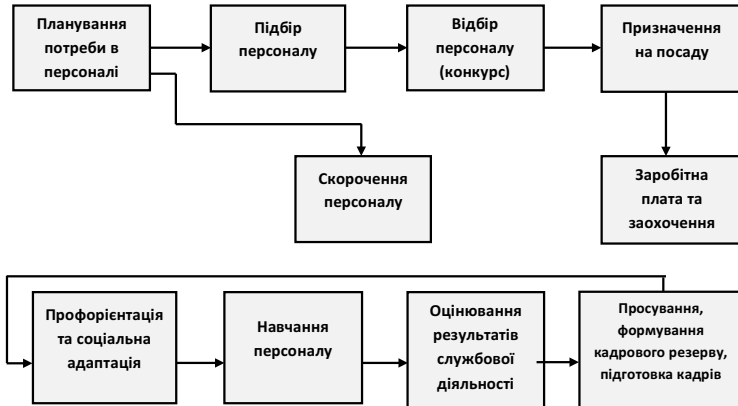 Планування
потреби в
персоналі
Підбір
персоналу
Відбір
персоналу
(конкурс)
Призначення
на посаду
Скорочення
персоналу
Заробітна
плата та
заохочення
Профорієнтація
та соціальна
адаптація
Навчання
персоналу
Оцінювання
результатів
службової
діяльності
Просування,
формування
кадрового резерву,
підготовка кадрів